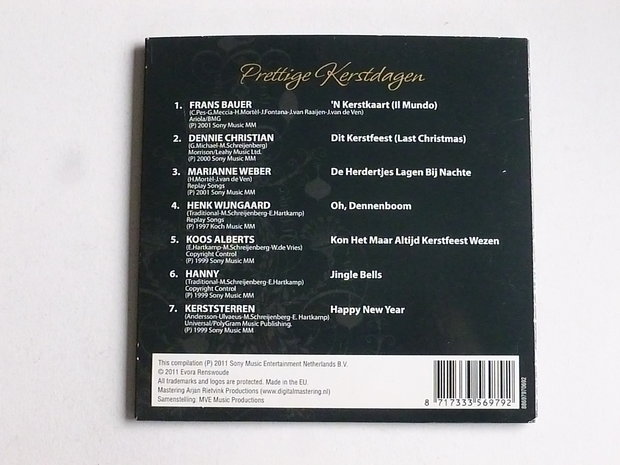 Prettige Kerstdagen
1. FRANS BAUER 'N Kerstkaart (Il Mundo)
(C.Pes-G.Meccia-H.Mortèl-J.Fontana-J.van Raaijen-J.van de Ven)
Ariola/BMG
(P) 2001 Sony Music MM
2. DENNIE CHRISTIAN Dit Kerstfeest (Last Christmas)
(G.Michael-M.Schreijenberg)
Morrison/Leahy Music Ltd.
(P) 2000 Sony Music MM
3. MARIANNE WEBER De Herdertjes Lagen Bij Nachte
(H.Mortèl-J.van de Ven)
Replay Songs
(P) 2001 Sony Music MM
4. HENK WIJNGAARD Oh, Dennenboom
(Traditional-M.Schreijenberg-E.Hartkamp)
Replay Songs
(P) 1997 Koch Music MM
5. KOOS ALBERTS Kon Het Maar Altijd Kerstfeest Wezen
(E.Hartkamp-M.Schreijenberg-W.de Vries)
Copyright Control
(P) 1999 Sony Music MM
6. HANNY Jingle Bells
(Traditional-M.Schreijenberg-E.Hartkamp)
Copyright Control
(P) 1999 Sony Music MM
7. KERSTSTERREN Happy New Year
(Andersson-Ulvaeus-M.Schreijenberg-E. Hartkamp)
Universal/PolyGram Music Publishing.
(P) 1999 Sony Music MM
This compilation (P) 2011 Sony Music Entertainment Netherlands B.V.
© 2011 Evora Renswoude
All trademarks and logos are protected. Made in the EU.
Mastering Arjan Rietvink Productions (www.digitalmastering.nl)
Samenstelling: MVE Music Productions
8 717333 569792
88697970692